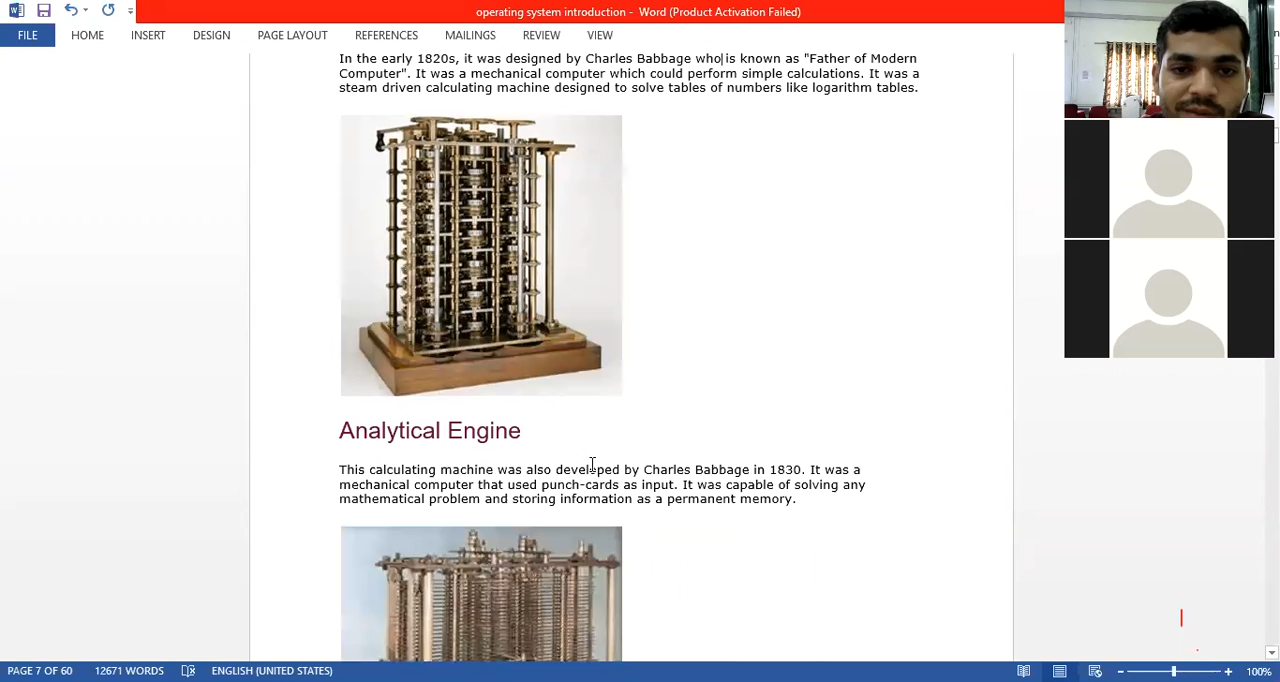 operating system introduction - Word (Product Activation Failed)
FILE HOME INSERT DESIGN PAGE LAYOUT REFERENCES MAILINGS REVIEW VIEW
In the early 1820s, it was designed by Charles Babbage who is known as "Father of Modern
Computer". It was a mechanical computer which could perform simple calculations. It was a
steam driven calculating machine designed to solve tables of numbers like logarithm tables.
Analytical Engine
This calculating machine was also developed by Charles Babbage in 1830. It was a
mechanical computer that used punch-cards as input. It was capable of solving any
mathematical problem and storing information as a permanent memory.
PAGE 7 OF 60 12671 WORDS ENGLISH (UNITED STATES) 100%